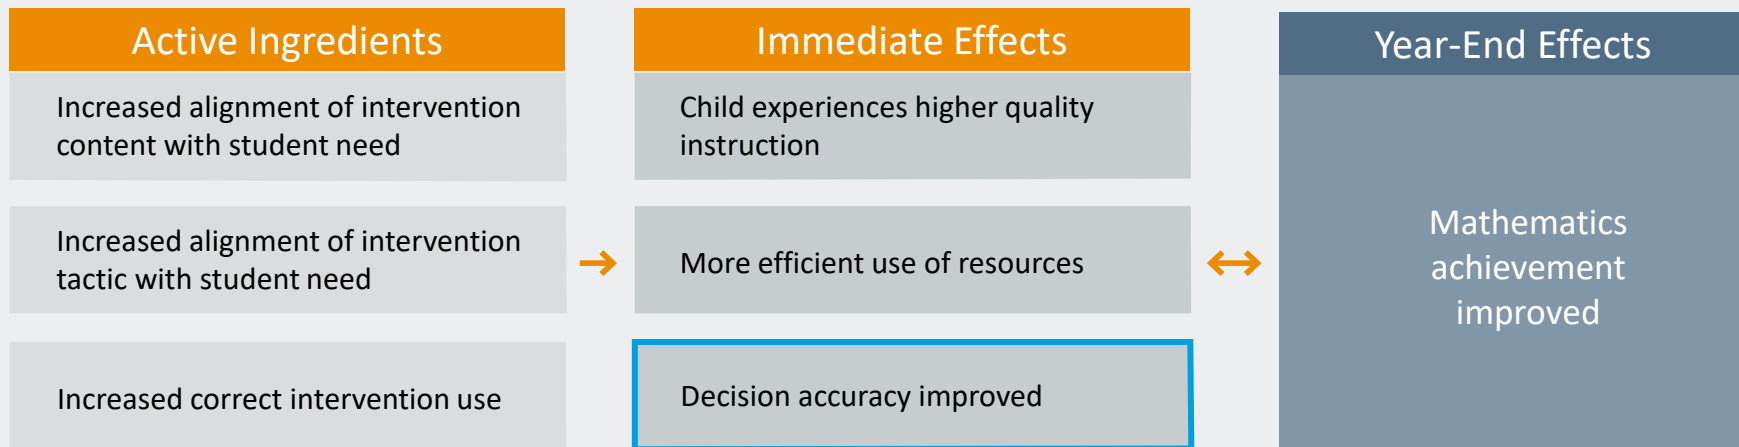 Active Ingredients
Increased alignment of intervention
content with student need
Increased alignment of intervention
tactic with student need
Increased correct intervention use
Immediate Effects
Child experiences higher quality
instruction
More efficient use of resources
Decision accuracy improved
Year-End Effects
Mathematics
achievement
improved